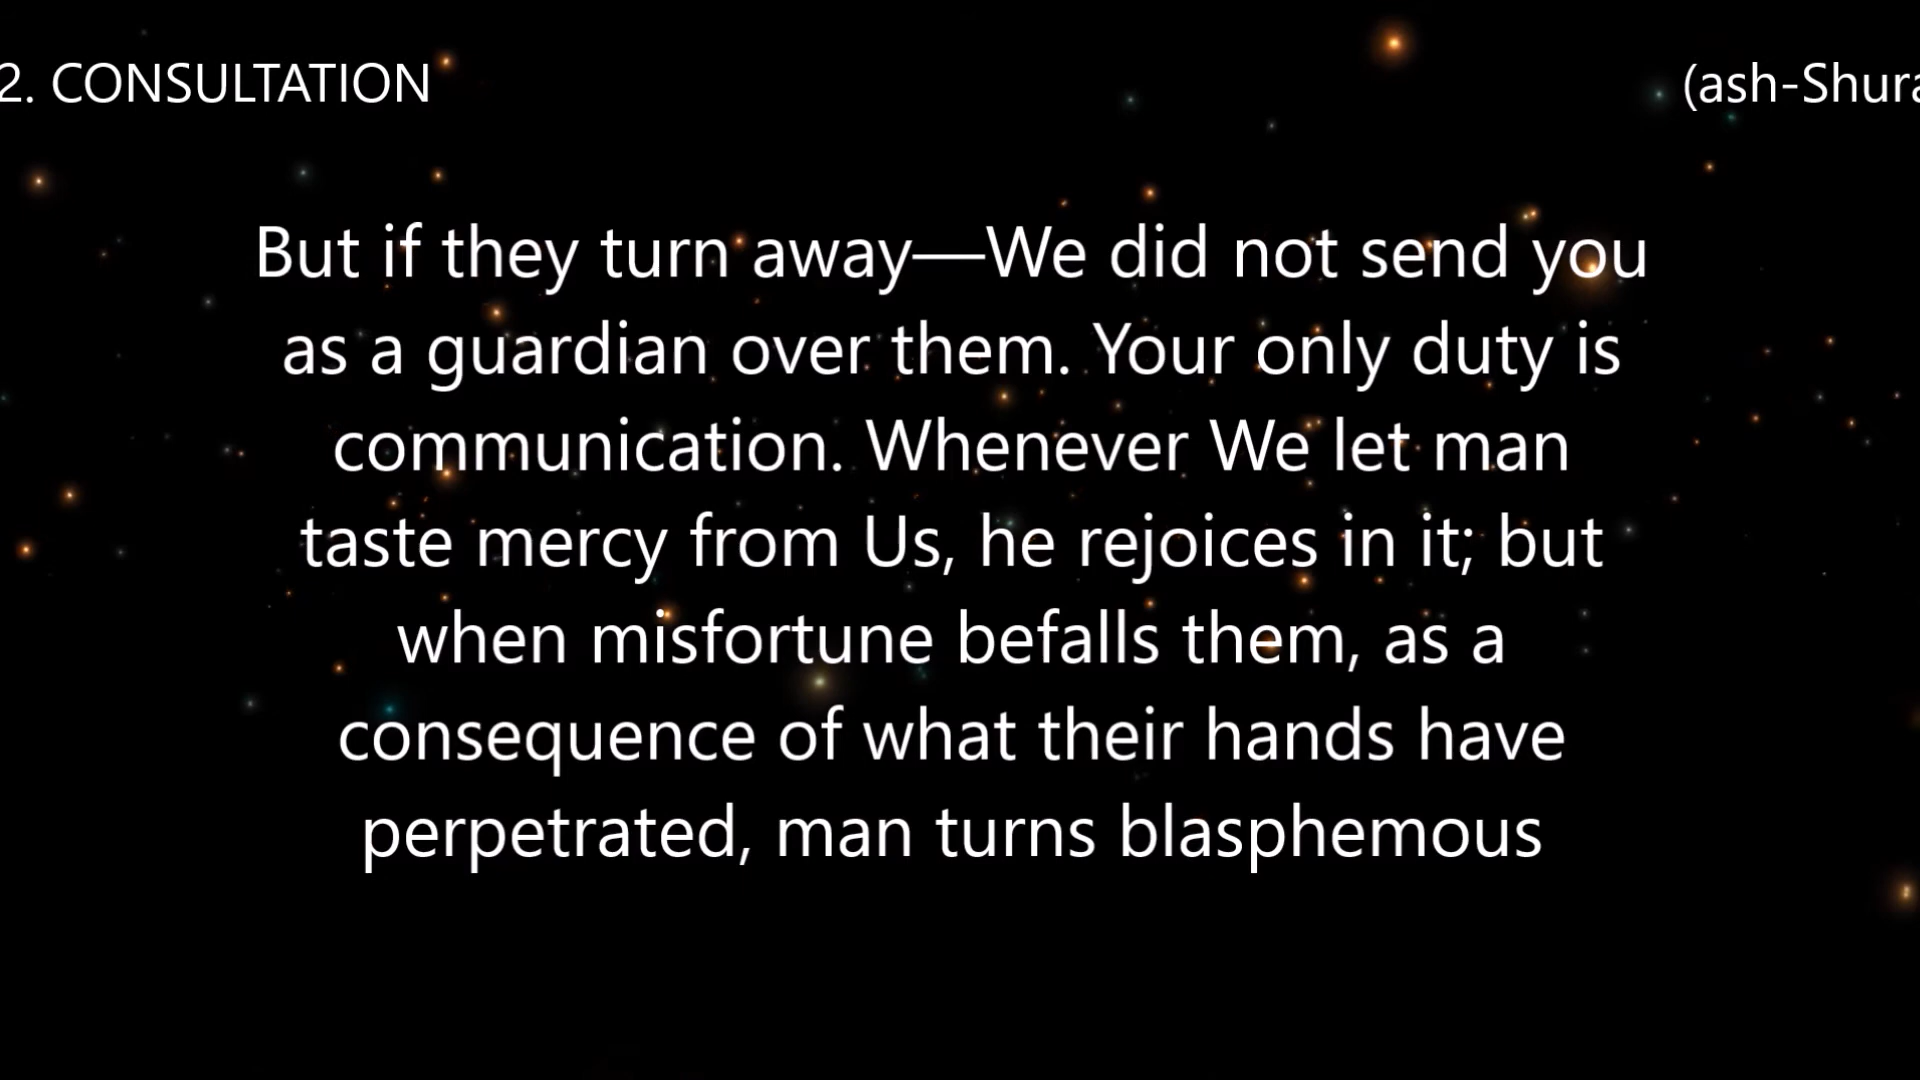 2. CONSULTATION (ash-Shura
But if they turn away—We did not send you
as a guardian over them. Your only duty is
communication. Whenever We let man
taste mercy from Us, he rejoices in it; but
when misfortune befalls them, as a
consequence of what their hands have
perpetrated, man turns blasphemous